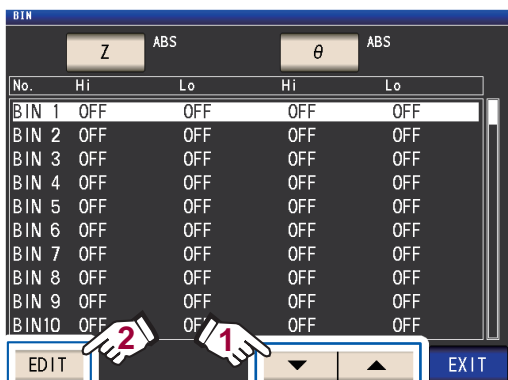 BIN
Z ABS θ ABS
No. Hi Lo Hi Lo
BIN 1 OFF OFF OFF OFF
BIN 2 OFF OFF OFF OFF
BIN 3 OFF OFF OFF OFF
BIN 4 OFF OFF OFF OFF
BIN 5 OFF OFF OFF OFF
BIN 6 OFF OFF OFF OFF
BIN 7 OFF OFF OFF OFF
BIN 8 OFF OFF OFF OFF
BIN 9 OFF OFF OFF OFF
BIN10 OFF OFF OFF OFF
2 1
EDIT ▼ ▲ EXIT